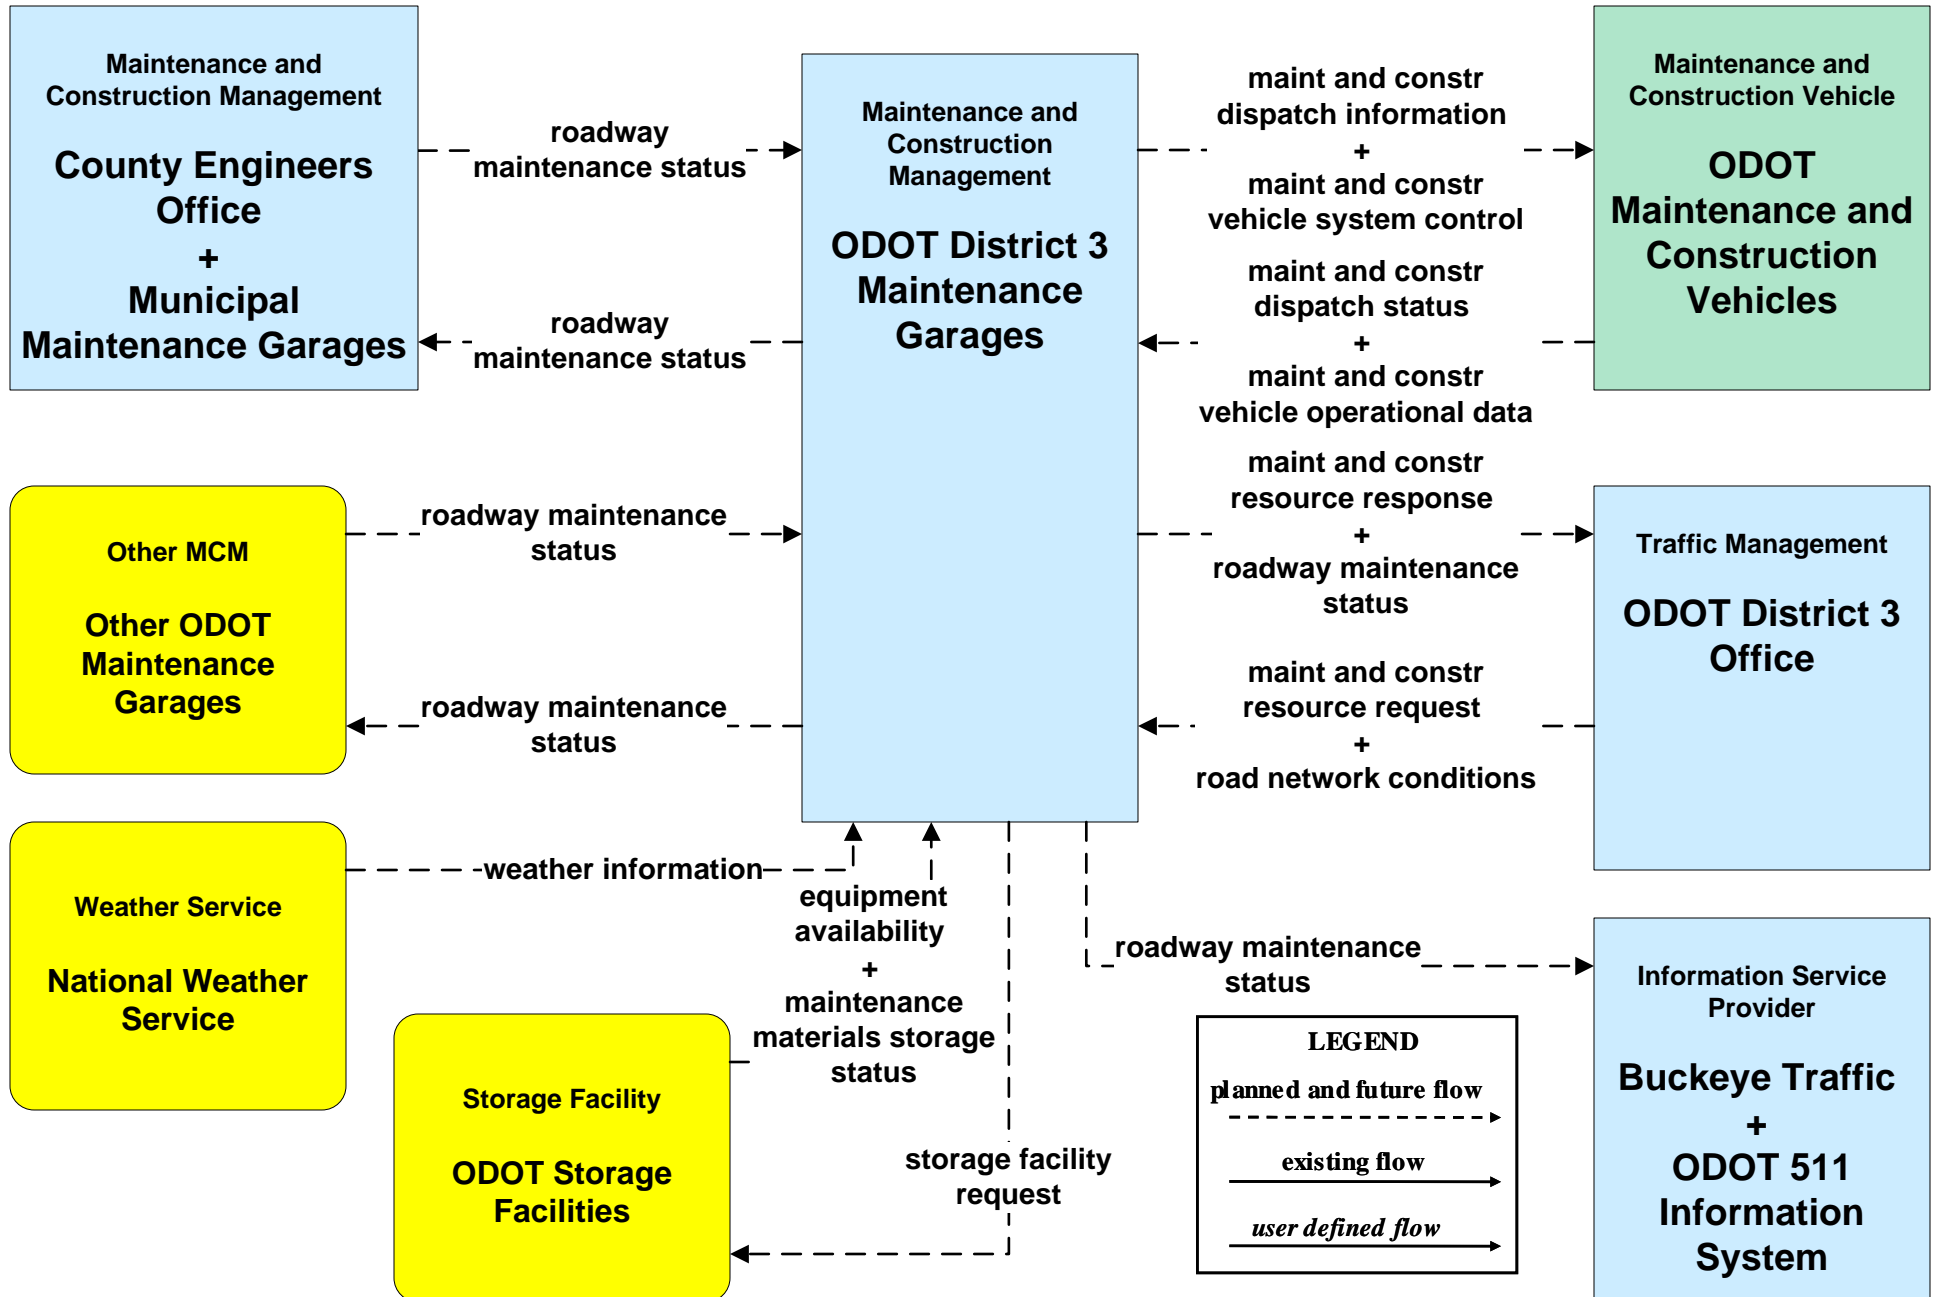 Maintenance and
Construction Management
County Engineers
Office
+
Municipal
Maintenance Garages
roadway
maintenance status
roadway
maintenance status
Maintenance and
Construction
Management
ODOT District 3
Maintenance
Garages
maint and constr
dispatch information
+
maint and constr
vehicle system control
maint and constr
dispatch status
+
maint and constr
vehicle operational data
Maintenance and
Construction Vehicle
ODOT
Maintenance and
Construction
Vehicles
Other MCM
Other ODOT
Maintenance
Garages
roadway maintenance
status
roadway maintenance
status
maint and constr
resource response
+
roadway maintenance
status
maint and constr
resource request
+
road network conditions
Traffic Management
ODOT District 3
Office
Weather Service
National Weather
Service
weather information
equipment
availability
+
maintenance
materials storage
status
Storage Facility
ODOT Storage
Facilities
storage facility
request
roadway maintenance
status
LEGEND
planned and future flow
existing flow
user defined flow
Information Service
Provider
Buckeye Traffic
+
ODOT 511
Information
System